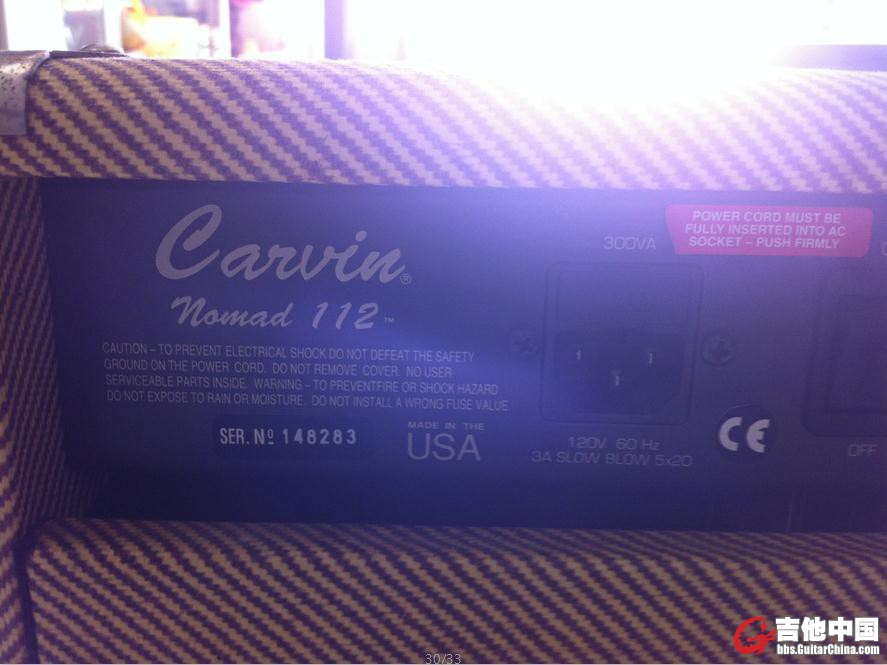 Carvin®
Nomad 112™
CAUTION – TO PREVENT ELECTRICAL SHOCK DO NOT DEFEAT THE SAFETY
GROUND ON THE POWER CORD. DO NOT REMOVE COVER. NO USER-
SERVICEABLE PARTS INSIDE. WARNING – TO PREVENTFIRE OR SHOCK HAZARD
DO NOT EXPOSE TO RAIN OR MOISTURE. DO NOT INSTALL A WRONG FUSE VALUE.
SER. Nº 148283
MADE IN THE
USA
300VA
POWER CORD MUST BE
FULLY INSERTED INTO AC
SOCKET – PUSH FIRMLY
120V 60 Hz
3A SLOW BLOW 5x20
CE
OFF
30/33
吉他中国
bbs.GuitarChina.com